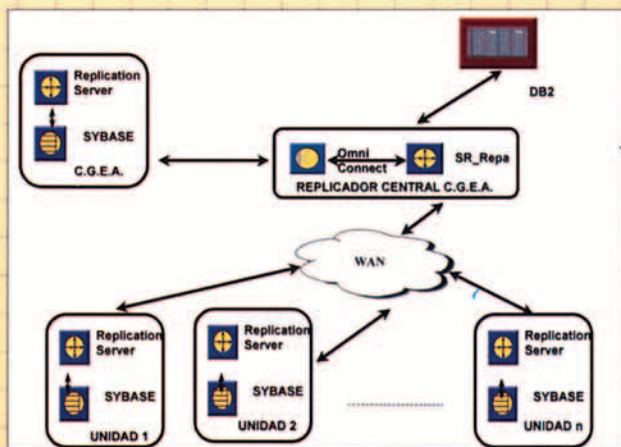 Replication
Server
SYBASE
C.G.E.A.
DB2
Omni
Connect
SR_Repa
REPLICADOR CENTRAL C.G.E.A.
WAN
Replication
Server
SYBASE
UNIDAD 1
Replication
Server
SYBASE
UNIDAD 2
Replication
Server
SYBASE
UNIDAD n